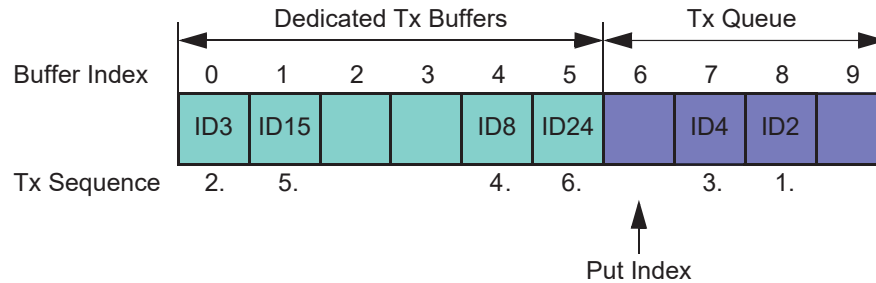 Dedicated Tx Buffers Tx Queue
Buffer Index 0 1 2 3 4 5 6 7 8 9
ID3 ID15 ID8 ID24 ID4 ID2
Tx Sequence 2. 5. 4. 6. 3. 1.
Put Index